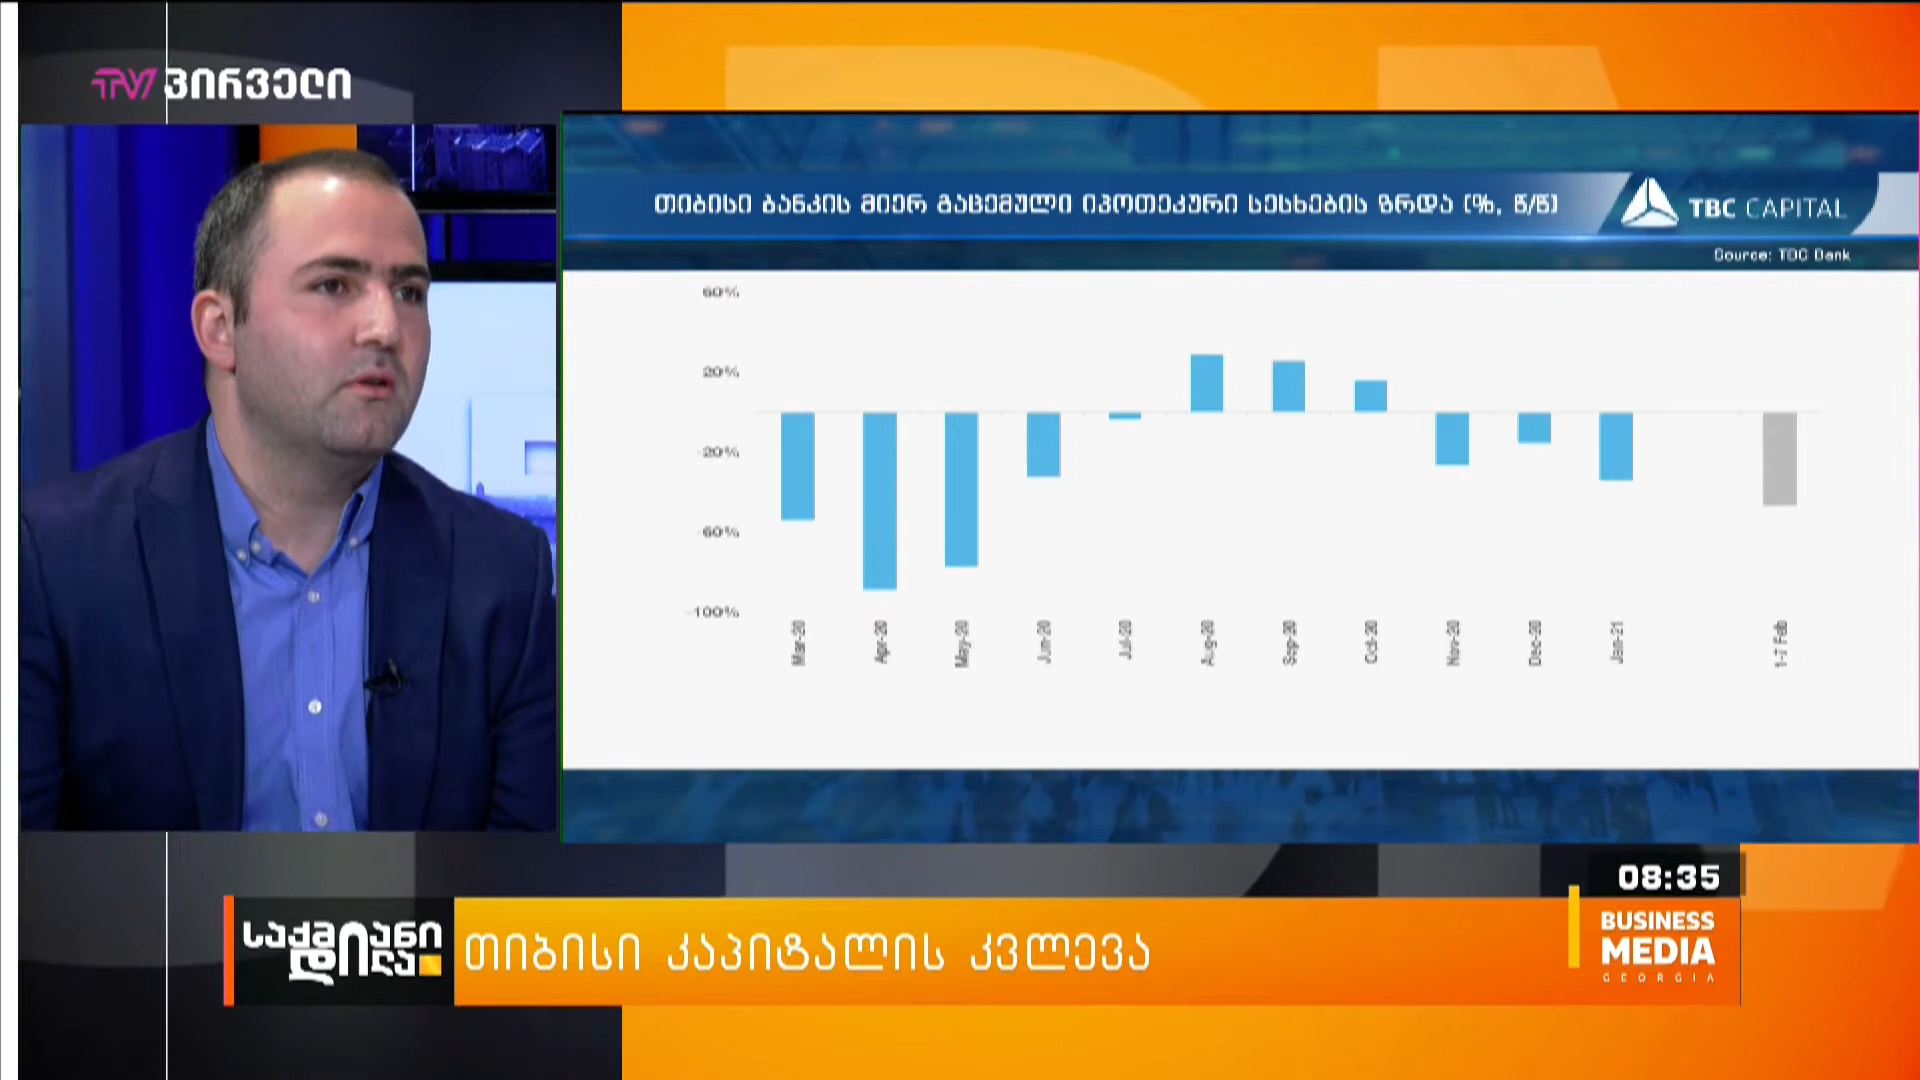 TV ᲞᲘᲠᲕᲔᲚᲘ
ᲗᲘᲑᲘᲡᲘ ᲑᲐᲜᲙᲘᲡ ᲛᲘᲔᲠ ᲒᲐᲪᲔᲛᲣᲚᲘ ᲘᲞᲝᲗᲔᲙᲣᲠᲘ ᲡᲔᲡᲮᲔᲑᲘᲡ ᲖᲠᲓᲐ (%, Წ/Წ)
TBC CAPITAL
Source: TBC Bank
60%
20%
-20%
-60%
-100%
Mar-20
Apr-20
May-20
Jun-20
Jul-20
Aug-20
Sep-20
Oct-20
Nov-20
Dec-20
Jan-21
1-7 Feb
08:35
ᲡᲐᲥᲛᲘᲐᲜᲘ
ᲓᲘᲚᲐ
ᲗᲘᲑᲘᲡᲘ ᲙᲐᲞᲘᲢᲐᲚᲘᲡ ᲙᲕᲚᲔᲕᲐ
BUSINESS
MEDIA
GEORGIA